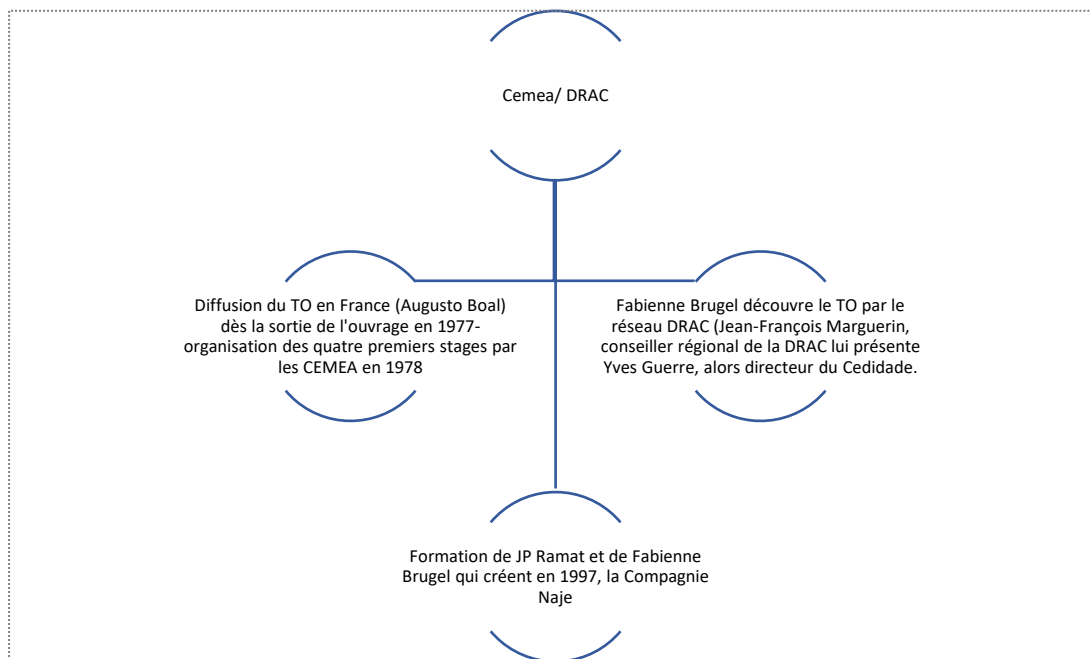 Cemea/ DRAC
Diffusion du TO en France (Augusto Boal)
dès la sortie de l'ouvrage en 1977-
organisation des quatre premiers stages par
les CEMEA en 1978
Fabienne Brugel découvre le TO par le
réseau DRAC (Jean-François Marguerin,
conseiller régional de la DRAC lui présente
Yves Guerre, alors directeur du Cedidade.
Formation de JP Ramat et de Fabienne
Brugel qui créent en 1997, la Compagnie
Naje